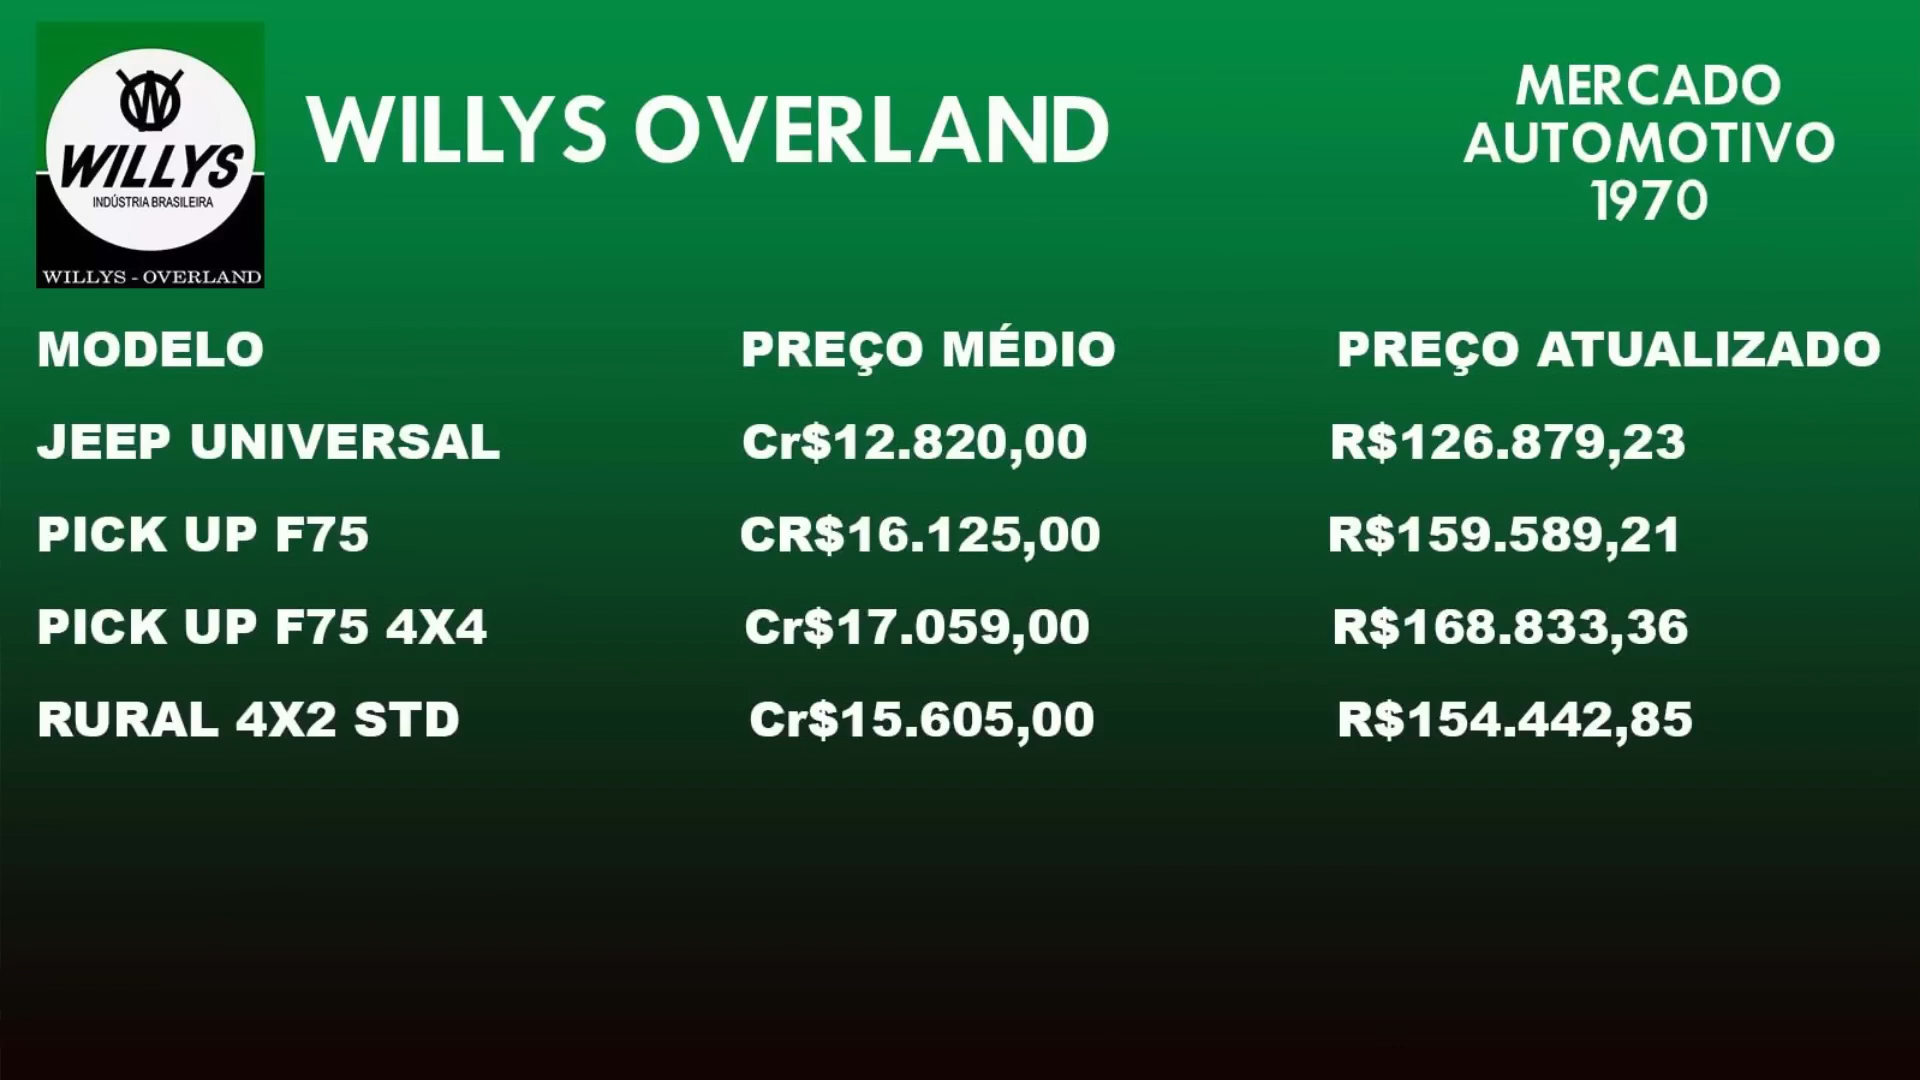 WILLYS
INDÚSTRIA BRASILEIRA
WILLYS - OVERLAND
WILLYS OVERLAND
MERCADO
AUTOMOTIVO
1970
MODELO PREÇO MÉDIO PREÇO ATUALIZADO
JEEP UNIVERSAL Cr$12.820,00 R$126.879,23
PICK UP F75 CR$16.125,00 R$159.589,21
PICK UP F75 4X4 Cr$17.059,00 R$168.833,36
RURAL 4X2 STD Cr$15.605,00 R$154.442,85